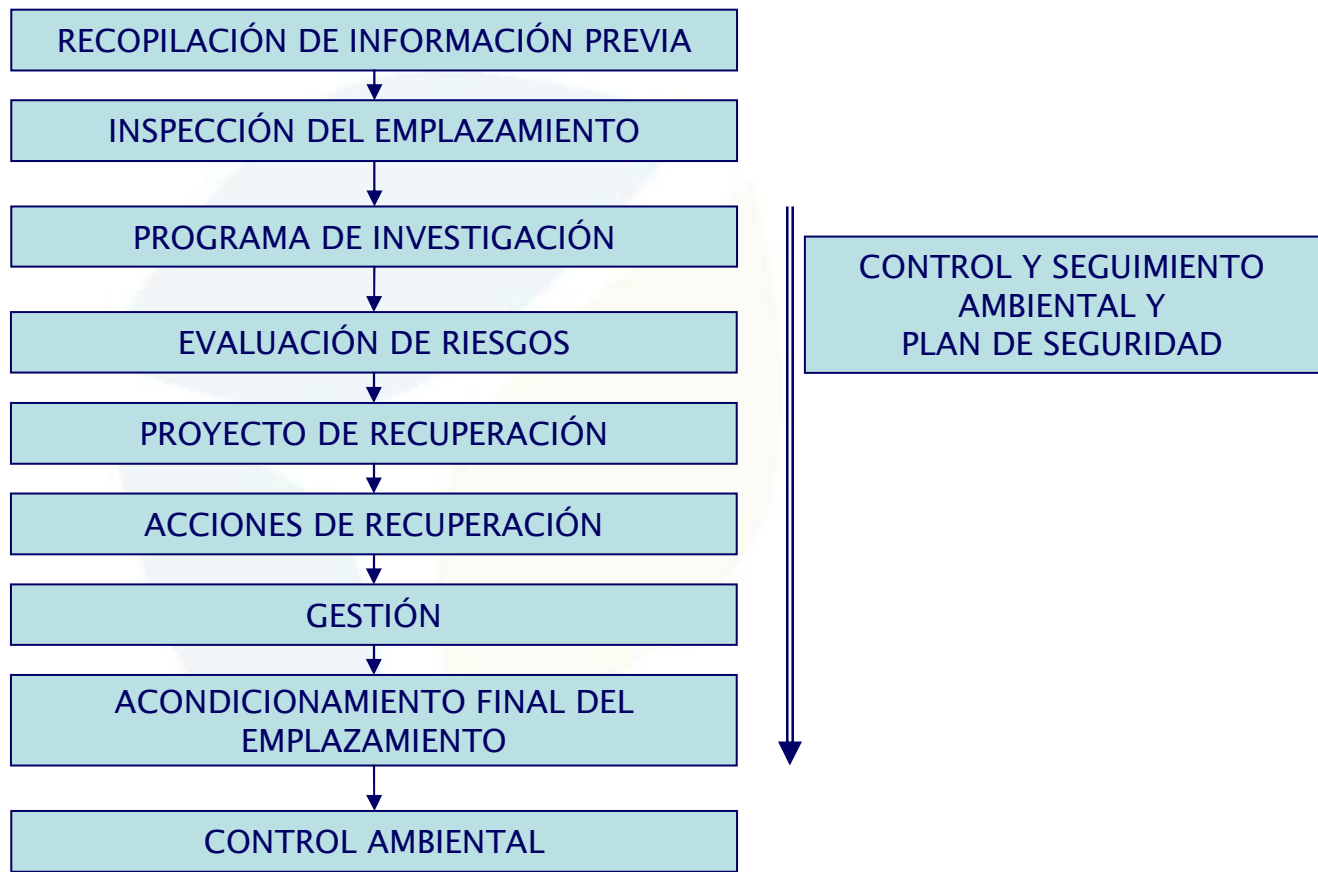 RECOPILACIÓN DE INFORMACIÓN PREVIA
INSPECCIÓN DEL EMPLAZAMIENTO
PROGRAMA DE INVESTIGACIÓN
EVALUACIÓN DE RIESGOS
PROYECTO DE RECUPERACIÓN
ACCIONES DE RECUPERACIÓN
GESTIÓN
ACONDICIONAMIENTO FINAL DEL
EMPLAZAMIENTO
CONTROL AMBIENTAL
CONTROL Y SEGUIMIENTO
AMBIENTAL Y
PLAN DE SEGURIDAD